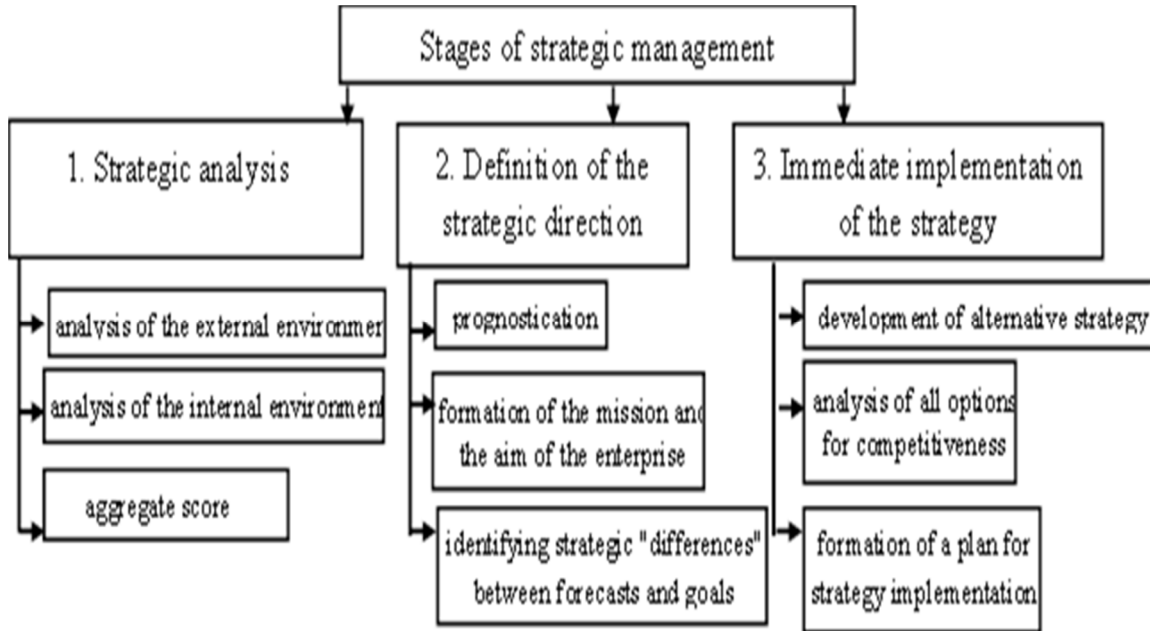 Stages of strategic management
1. Strategic analysis
analysis of the external environmen
analysis of the internal environment
aggregate score
2. Definition of the
strategic direction
prognostication
formation of the mission and
the aim of the enterprise
identifying strategic "differences"
between forecasts and goals
3. Immediate implementation
of the strategy
development of alternative strategy
analysis of all options
for competitiveness
formation of a plan for
strategy implementation